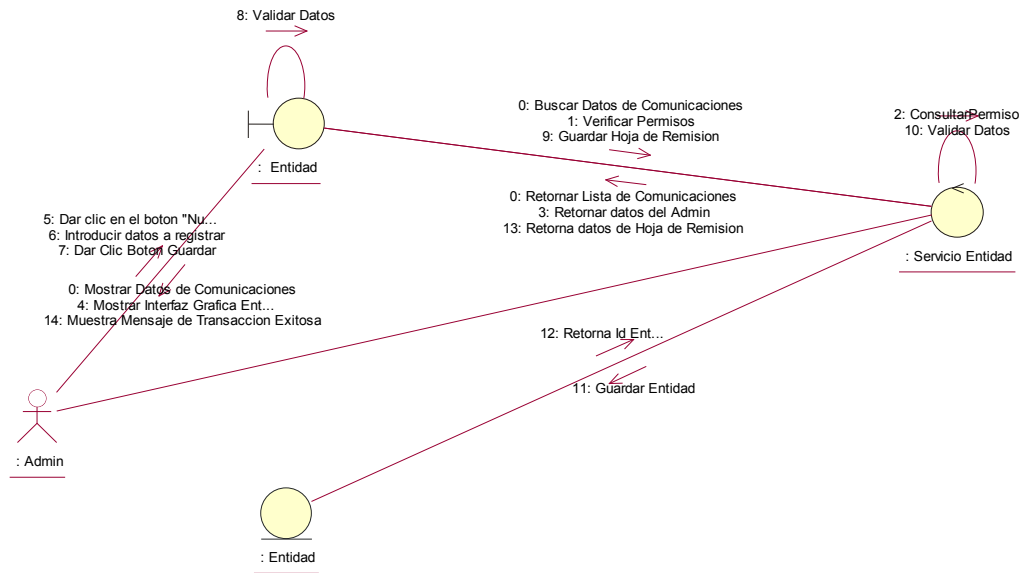 8: Validar Datos
0: Buscar Datos de Comunicaciones
1: Verificar Permisos
9: Guardar Hoja de Remision
2: ConsultarPermiso
10: Validar Datos
: Entidad
0: Retornar Lista de Comunicaciones
3: Retornar datos del Admin
13: Retorna datos de Hoja de Remision
5: Dar clic en el boton "Nu...
6: Introducir datos a registrar
7: Dar Clic Boton Guardar
: Servicio Entidad
0: Mostrar Datos de Comunicaciones
4: Mostrar Interfaz Grafica Ent...
14: Muestra Mensaje de Transaccion Exitosa
12: Retorna Id Ent...
11: Guardar Entidad
: Admin
: Entidad